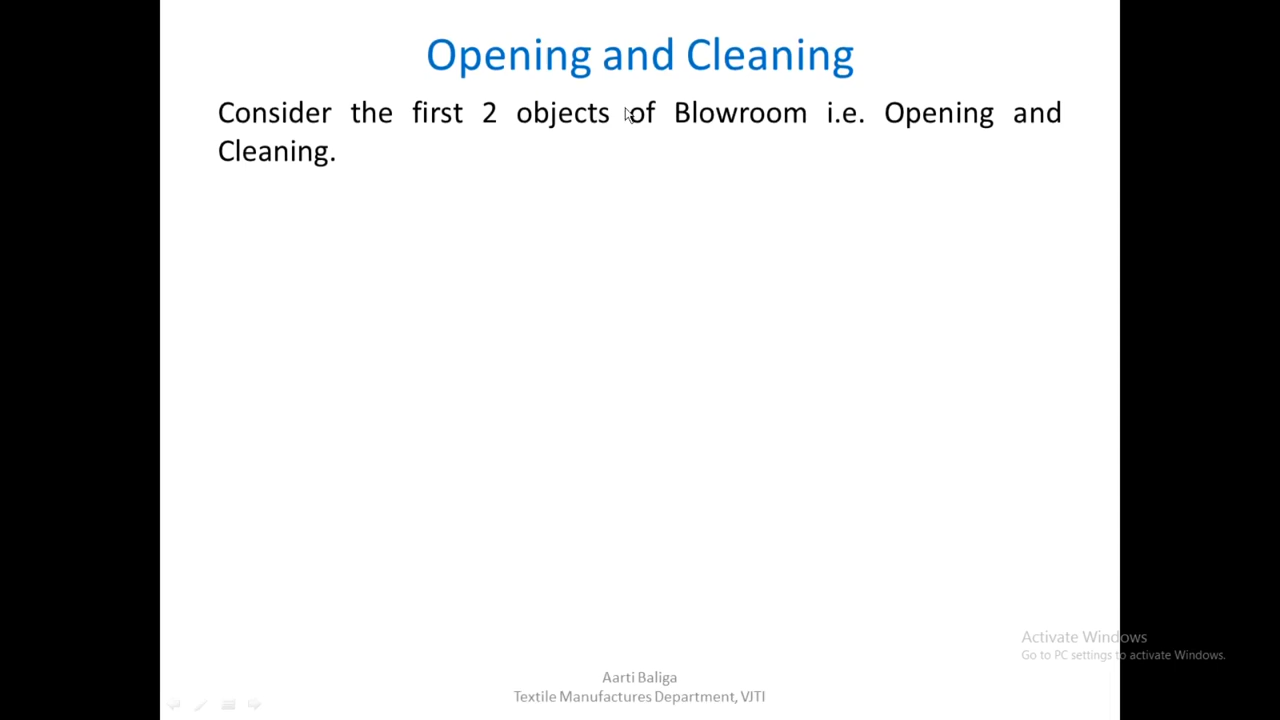 Opening and Cleaning
Consider the first 2 objects of Blowroom i.e. Opening and
Cleaning.
Activate Windows
Go to PC settings to activate Windows.
Aarti Baliga
Textile Manufactures Department, VJTI